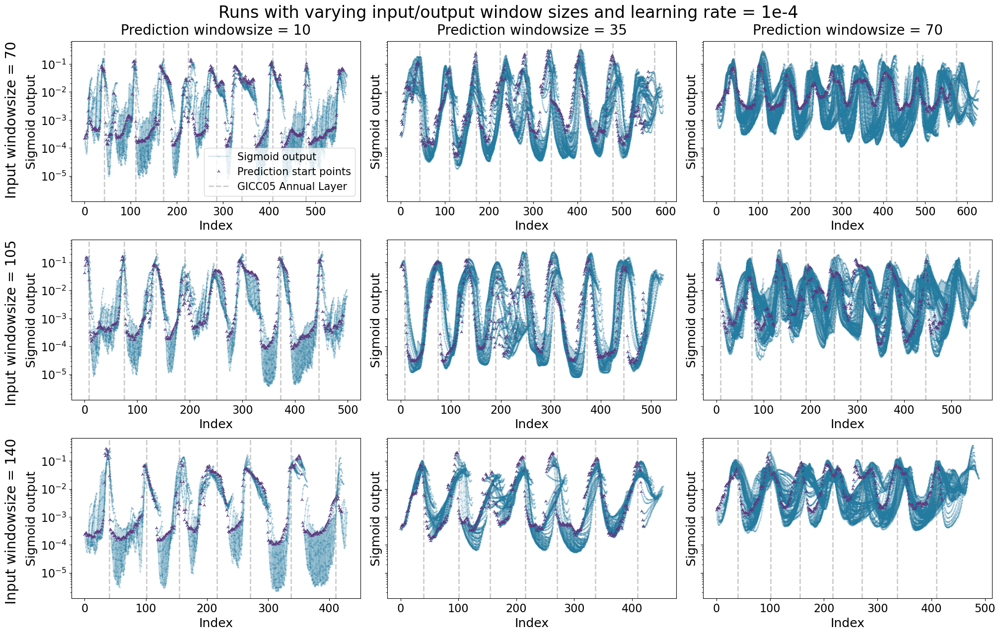 Runs with varying input/output window sizes and learning rate = 1e-4
Prediction windowsize = 10
Prediction windowsize = 35
Prediction windowsize = 70
Input windowsize = 70
Sigmoid output
10⁻¹
10⁻²
10⁻³
10⁻⁴
10⁻⁵
Sigmoid output
Prediction start points
GICC05 Annual Layer
0 100 200 300 400 500
Index
Sigmoid output
0 100 200 300 400 500 600
Index
Sigmoid output
0 100 200 300 400 500 600
Index
Input windowsize = 105
Sigmoid output
10⁻¹
10⁻²
10⁻³
10⁻⁴
10⁻⁵
0 100 200 300 400 500
Index
Sigmoid output
0 100 200 300 400 500
Index
Sigmoid output
0 100 200 300 400 500
Index
Input windowsize = 140
Sigmoid output
10⁻¹
10⁻²
10⁻³
10⁻⁴
10⁻⁵
0 100 200 300 400
Index
Sigmoid output
0 100 200 300 400
Index
Sigmoid output
0 100 200 300 400 500
Index